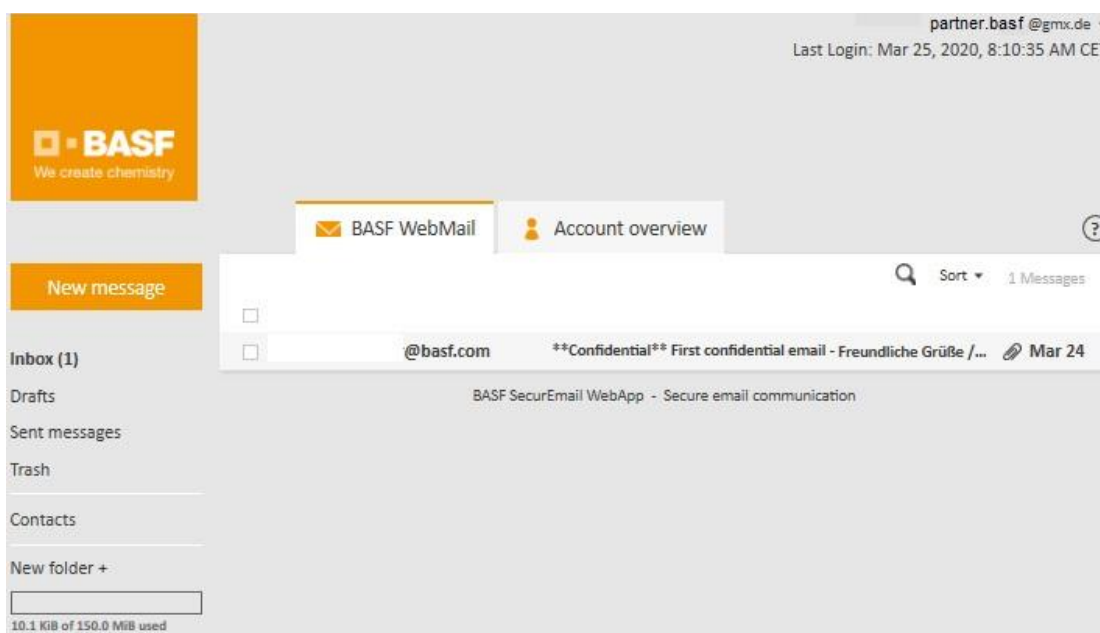 partner.basf @gmx.de
Last Login: Mar 25, 2020, 8:10:35 AM CE
BASF
We create chemistry
BASF WebMail
Account overview
?
New message
Sort
1 Messages
Inbox (1)
@basf.com **Confidential** First confidential email - Freundliche Grüße /... Mar 24
Drafts
BASF SecurEmail WebApp - Secure email communication
Sent messages
Trash
Contacts
New folder +
10.1 KiB of 150.0 MiB used